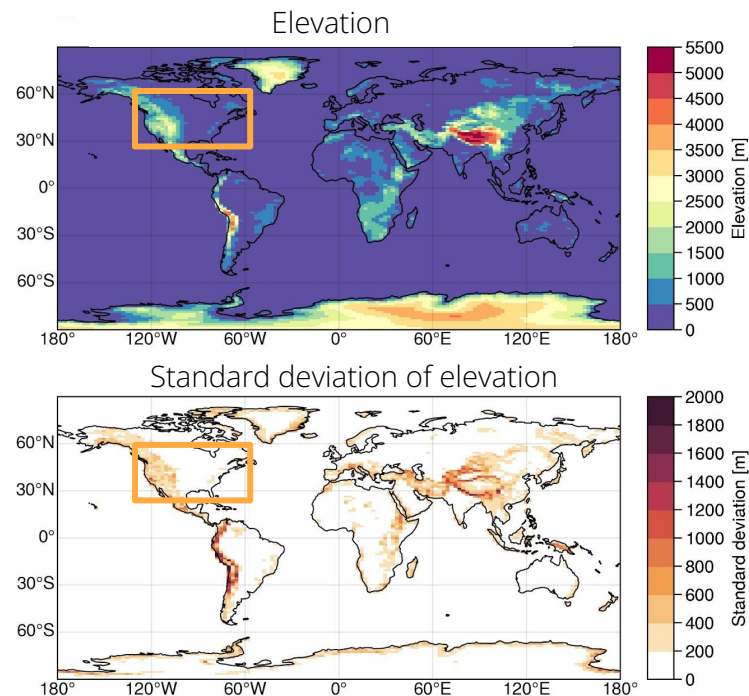 Elevation
60°N
30°N
0°
30°S
60°S
180° 120°W 60°W 0° 60°E 120°E 180°
5500
5000
4500
4000
3500
3000
2500
2000
1500
1000
500
0
Elevation [m]
Standard deviation of elevation
60°N
30°N
0°
30°S
60°S
180° 120°W 60°W 0° 60°E 120°E 180°
2000
1800
1600
1400
1200
1000
800
600
400
200
0
Standard deviation of elevation [m]